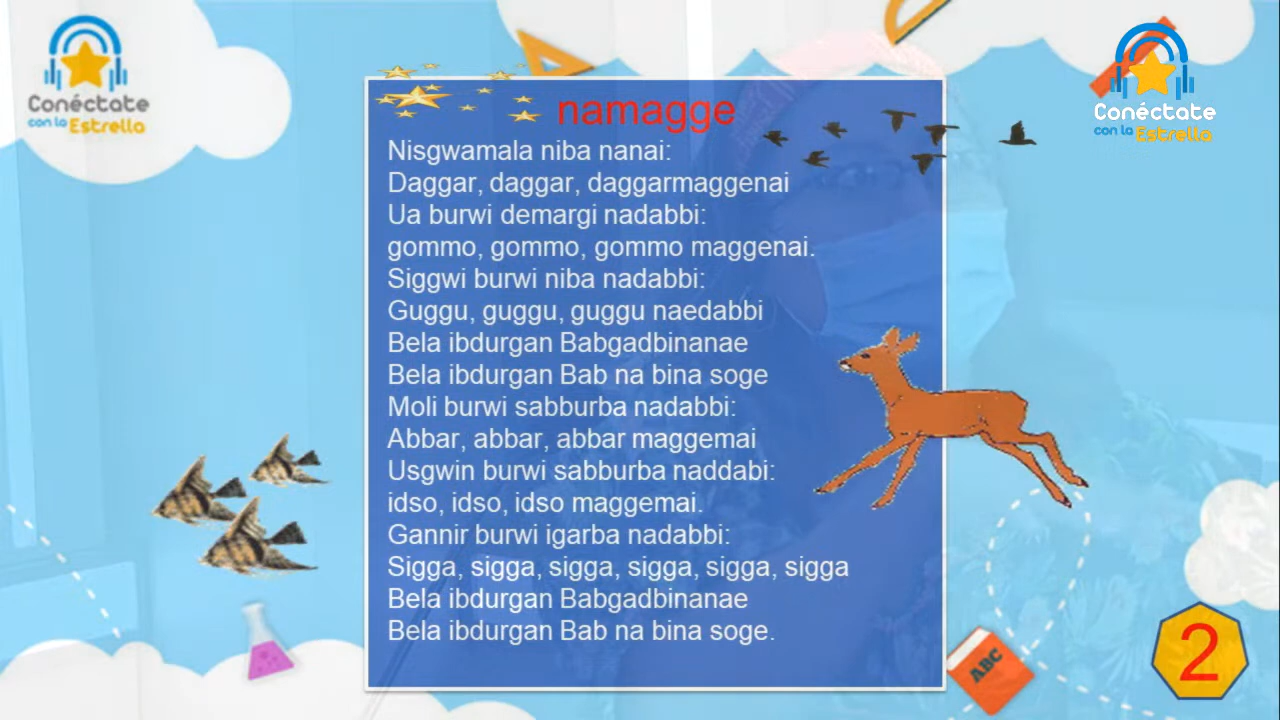 Conéctate
con la Estrella
Conéctate
con la Estrella
namagge
Nisgwamala niba nanai:
Daggar, daggar, daggarmaggenai
Ua burwi demargi nadabbi:
gommo, gommo, gommo maggenai.
Siggwi burwi niba nadabbi:
Guggu, guggu, guggu naedabbi
Bela ibdurgan Babgadbinanae
Bela ibdurgan Bab na bina soge
Moli burwi sabburba nadabbi:
Abbar, abbar, abbar maggemai
Usgwin burwi sabburba naddabi:
idso, idso, idso maggemai.
Gannir burwi igarba nadabbi:
Sigga, sigga, sigga, sigga, sigga, sigga
Bela ibdurgan Babgadbinanae
Bela ibdurgan Bab na bina soge.
ABC
2